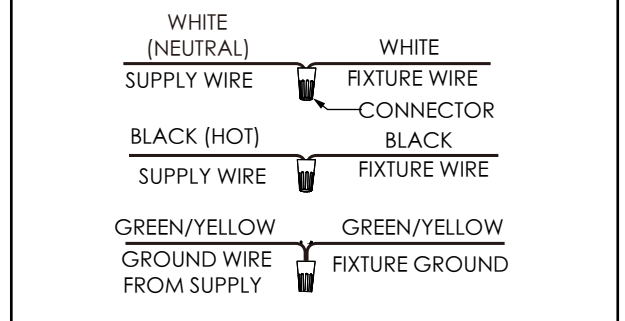 WHITE
(NEUTRAL)
WHITE
SUPPLY WIRE
FIXTURE WIRE
CONNECTOR
BLACK (HOT)
BLACK
SUPPLY WIRE
FIXTURE WIRE
GREEN/YELLOW
GREEN/YELLOW
GROUND WIRE
FROM SUPPLY
FIXTURE GROUND